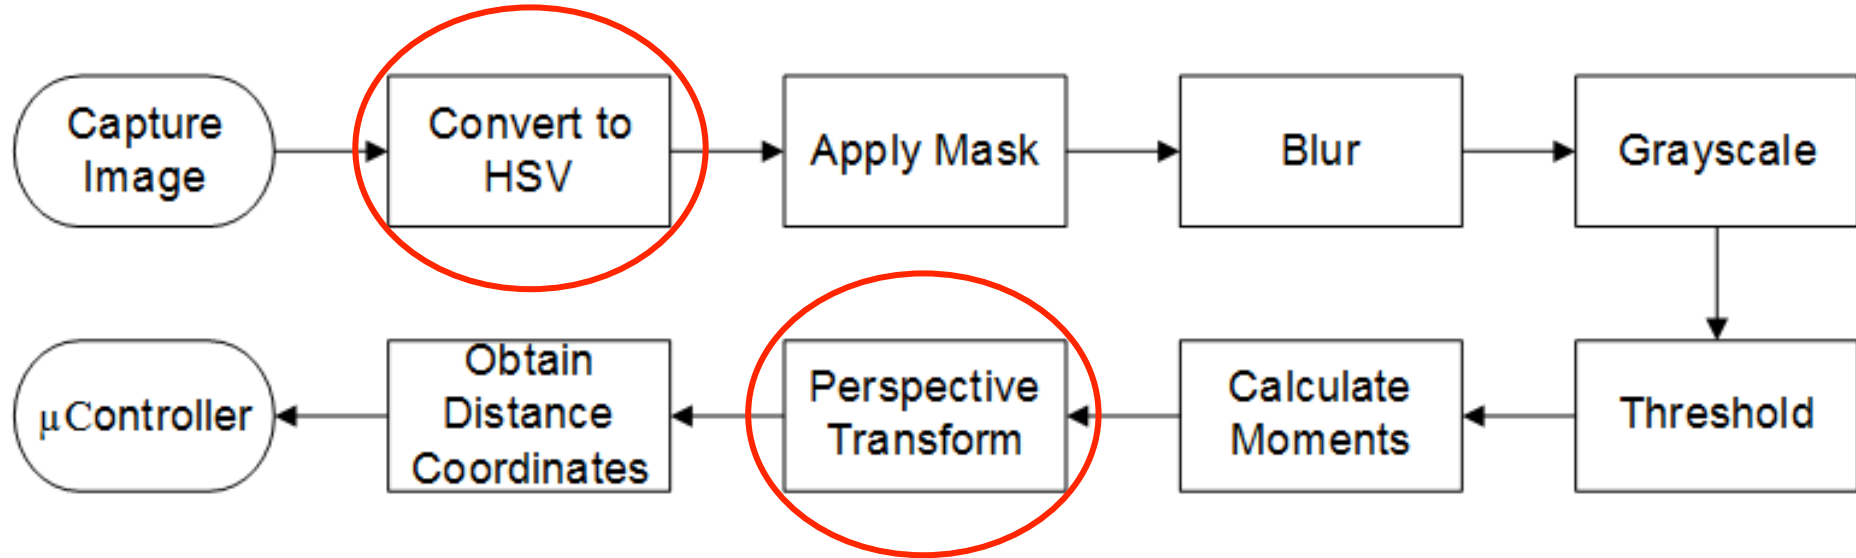 Capture
Image
Convert to
HSV
Apply Mask
Blur
Grayscale
Threshold
Calculate
Moments
Perspective
Transform
Obtain
Distance
Coordinates
μController